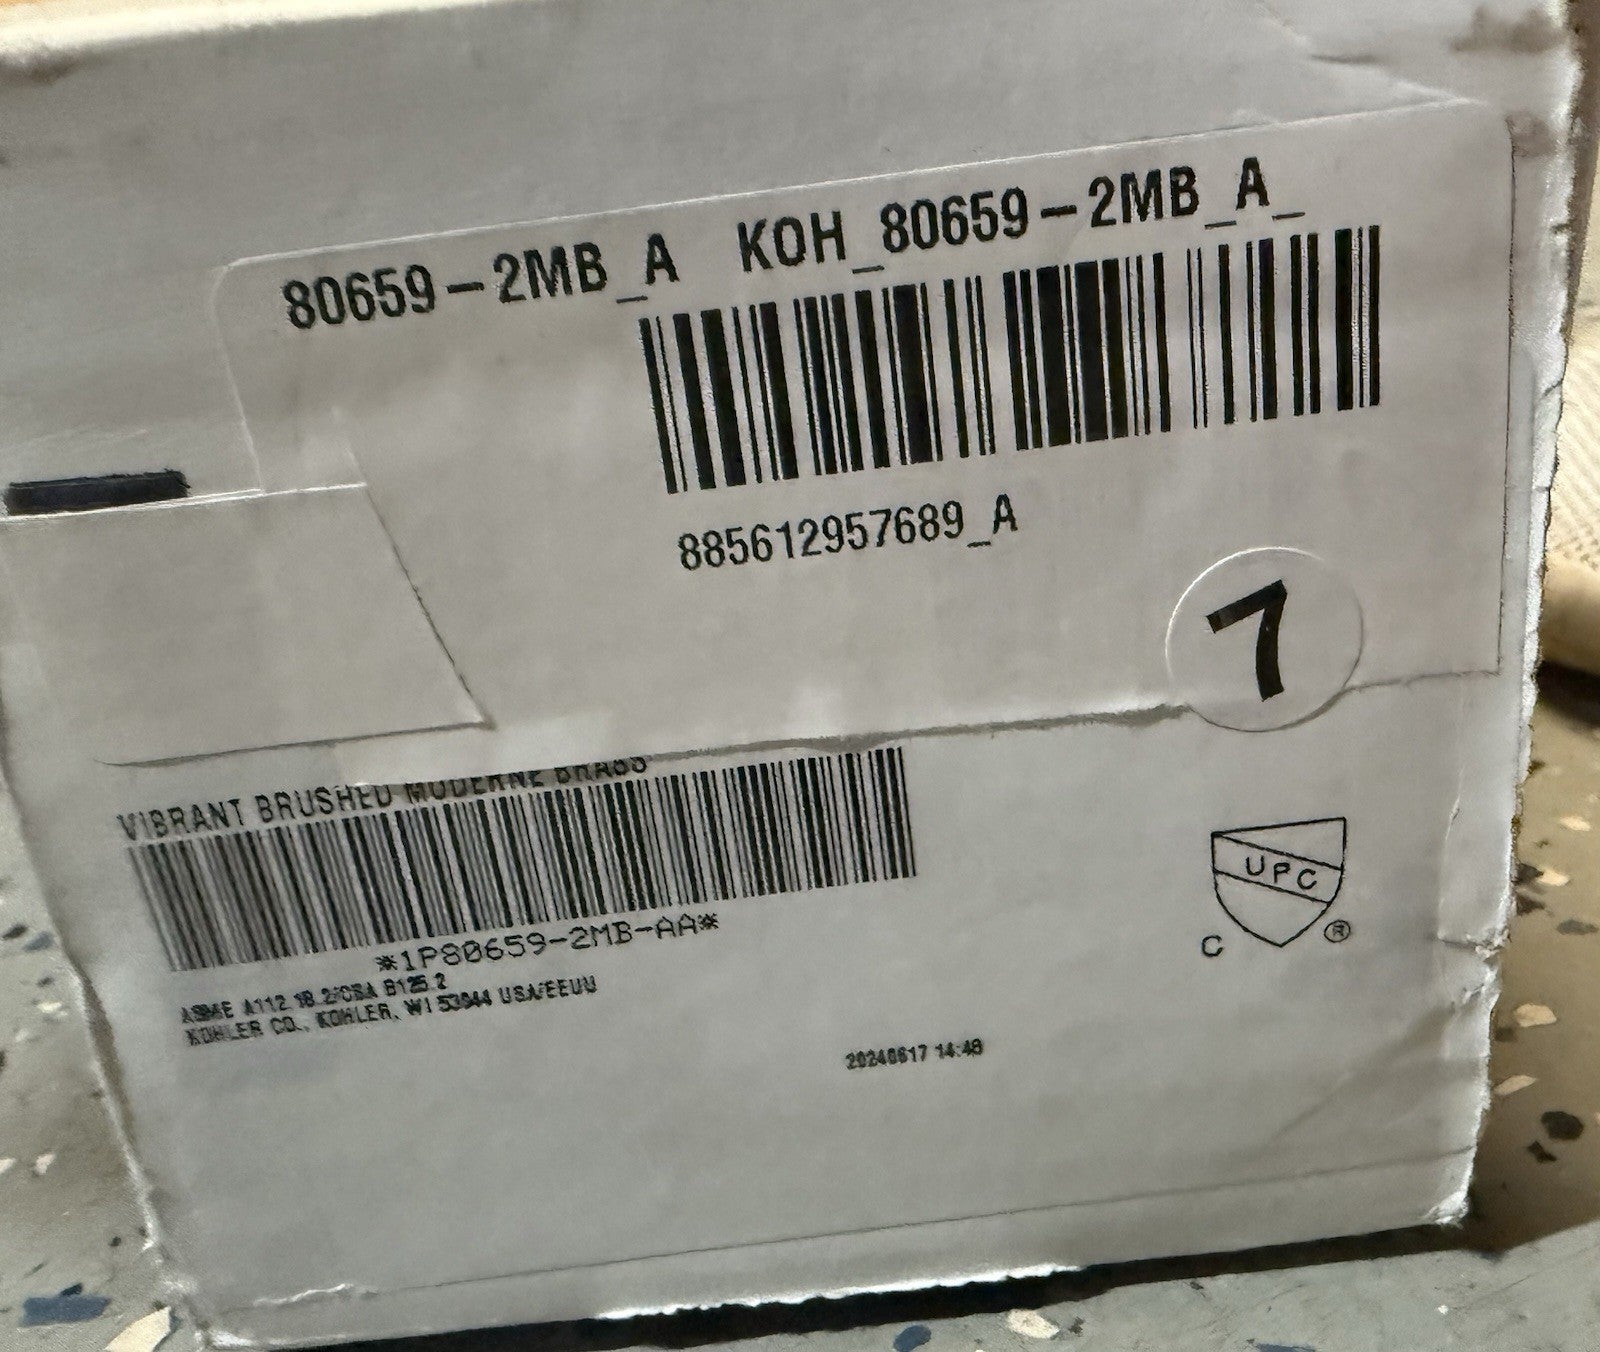 80659-2MB_A KOH_80659-2MB_A_
885612957689_A
7
VIBRANT BRUSHED MODERNE BRASS
*1P80659-2MB-AA*
ASME A112.18.2/CSA B125.2
KOHLER CO., KOHLER, WI 53044 USA/EEUU
UPC
C ®
20240617 14:48